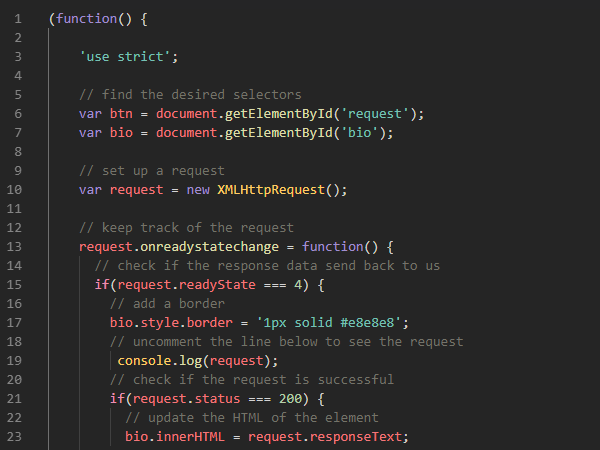 1 (function() {
2
3 'use strict';
4
5 // find the desired selectors
6 var btn = document.getElementById('request');
7 var bio = document.getElementById('bio');
8
9 // set up a request
10 var request = new XMLHttpRequest();
11
12 // keep track of the request
13 request.onreadystatechange = function() {
14 // check if the response data send back to us
15 if(request.readyState === 4) {
16 // add a border
17 bio.style.border = '1px solid #e8e8e8';
18 // uncomment the line below to see the request
19 console.log(request);
20 // check if the request is successful
21 if(request.status === 200) {
22 // update the HTML of the element
23 bio.innerHTML = request.responseText;